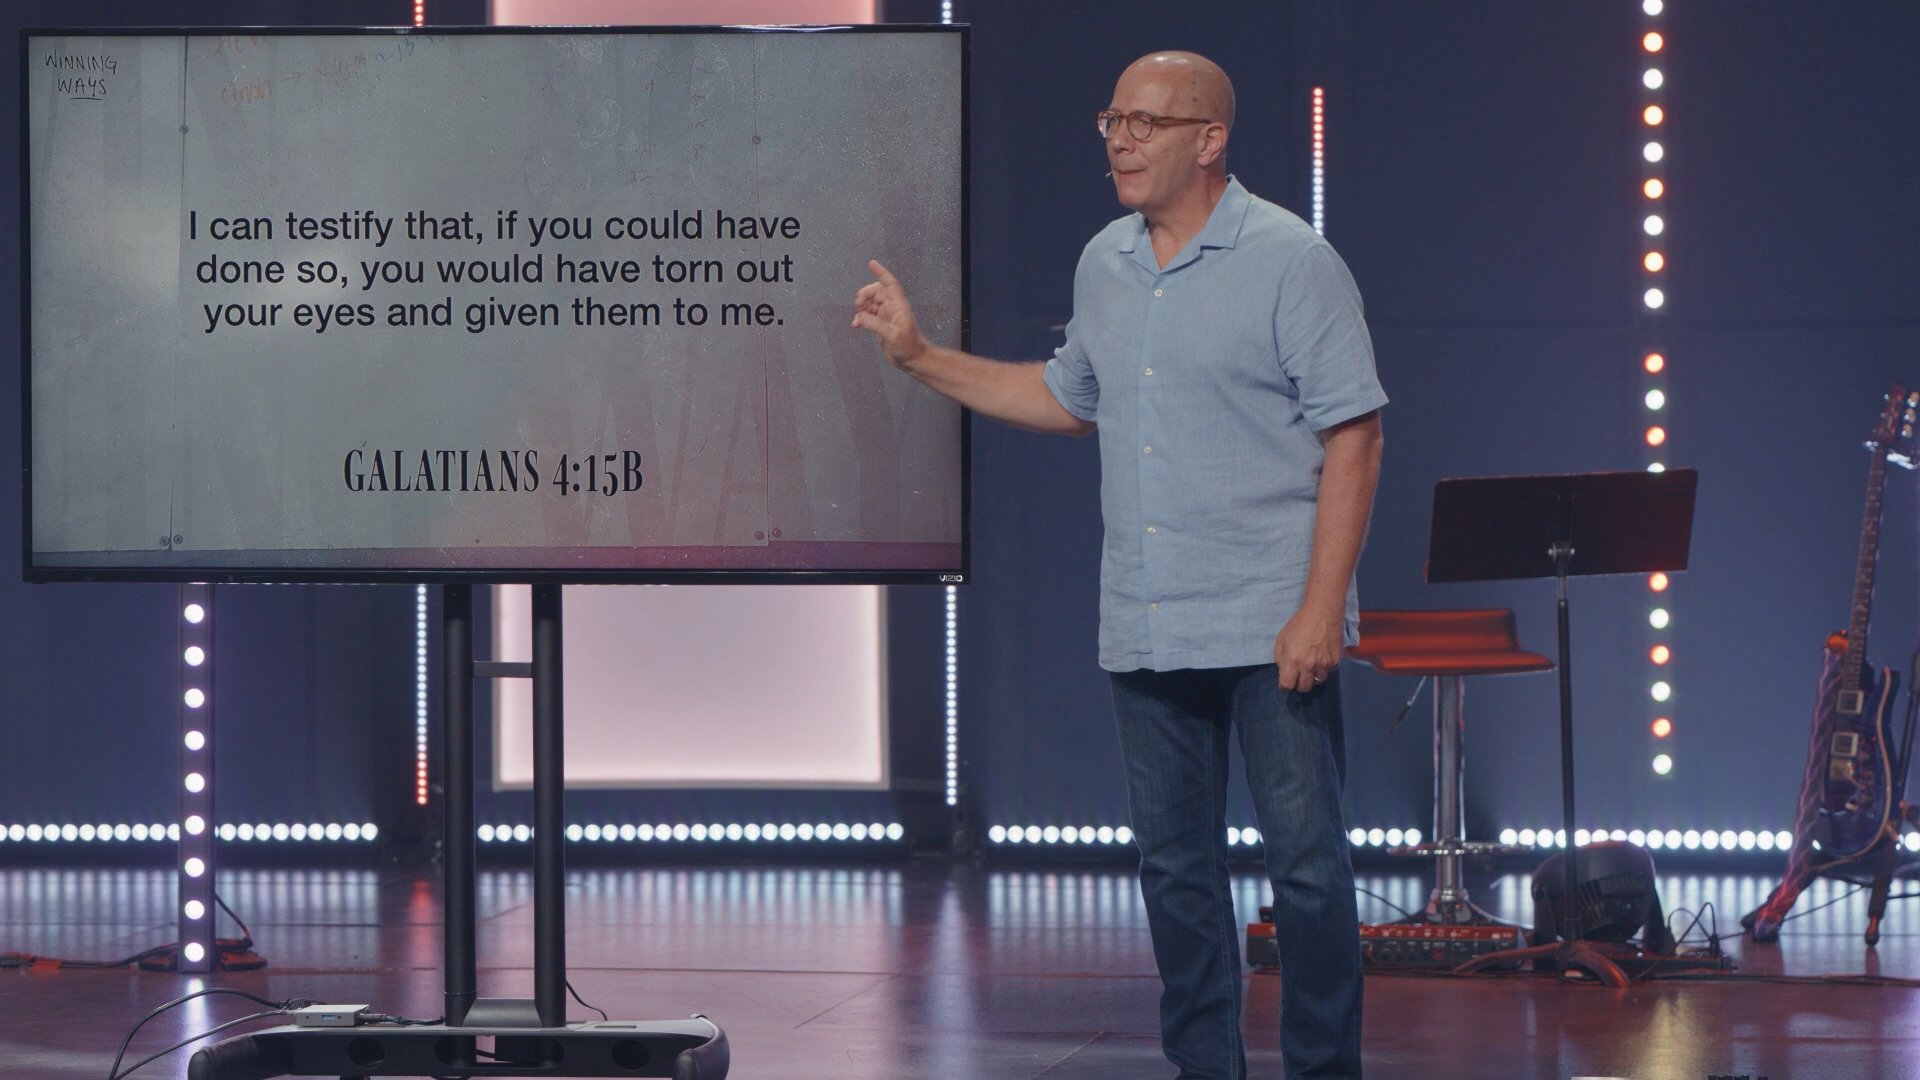 WINNING
WAYS
I can testify that, if you could have
done so, you would have torn out
your eyes and given them to me.
GALATIANS 4:15B
VIZIO